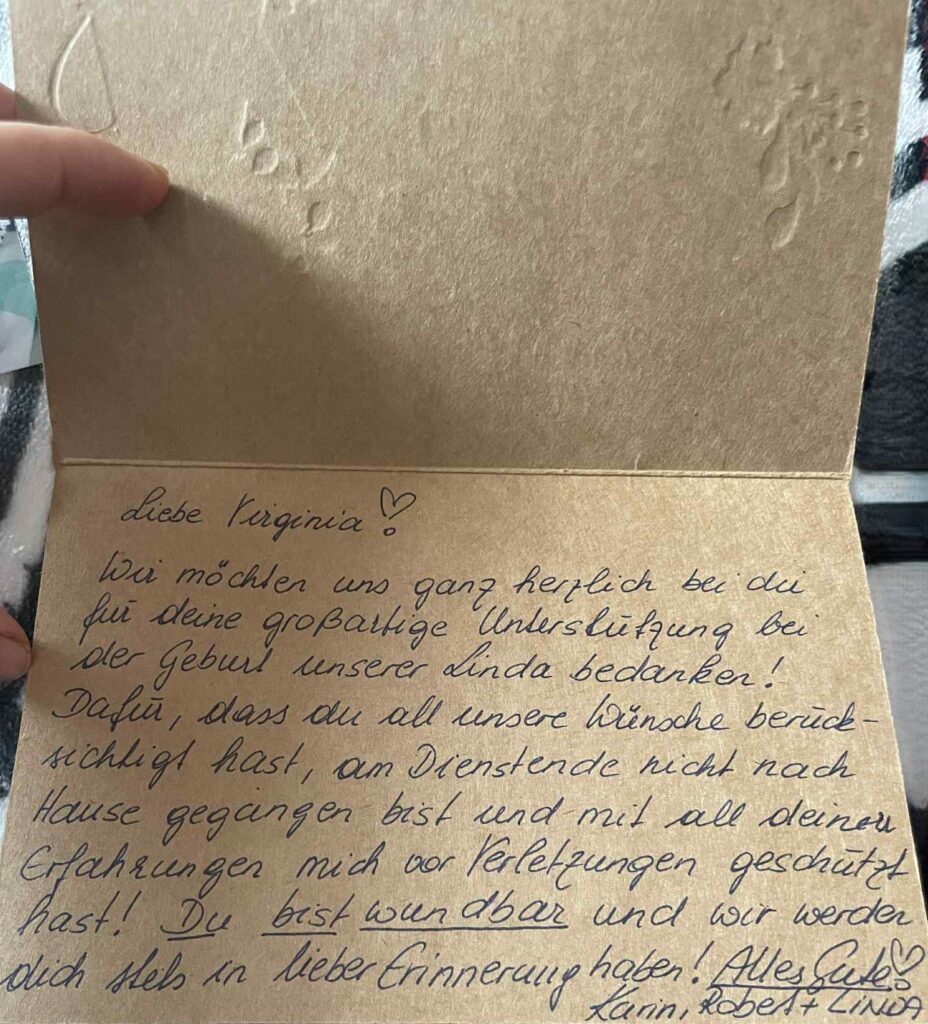 Liebe Virginia!
Wir möchten uns ganz herzlich bei dir
für deine großartige Unterstützung bei
der Geburt unserer Linda bedanken!
Dafür, dass du all unsere Wünsche berück-
sichtigt hast, am Dienstende nicht nach
Hause gegangen bist und mit all deinen
Erfahrungen mich vor Verletzungen geschützt
hast! Du bist wundbar und wir werden
dich stets in lieber Erinnerung haben! Alles Gute!
Karin, Robert + LINDA